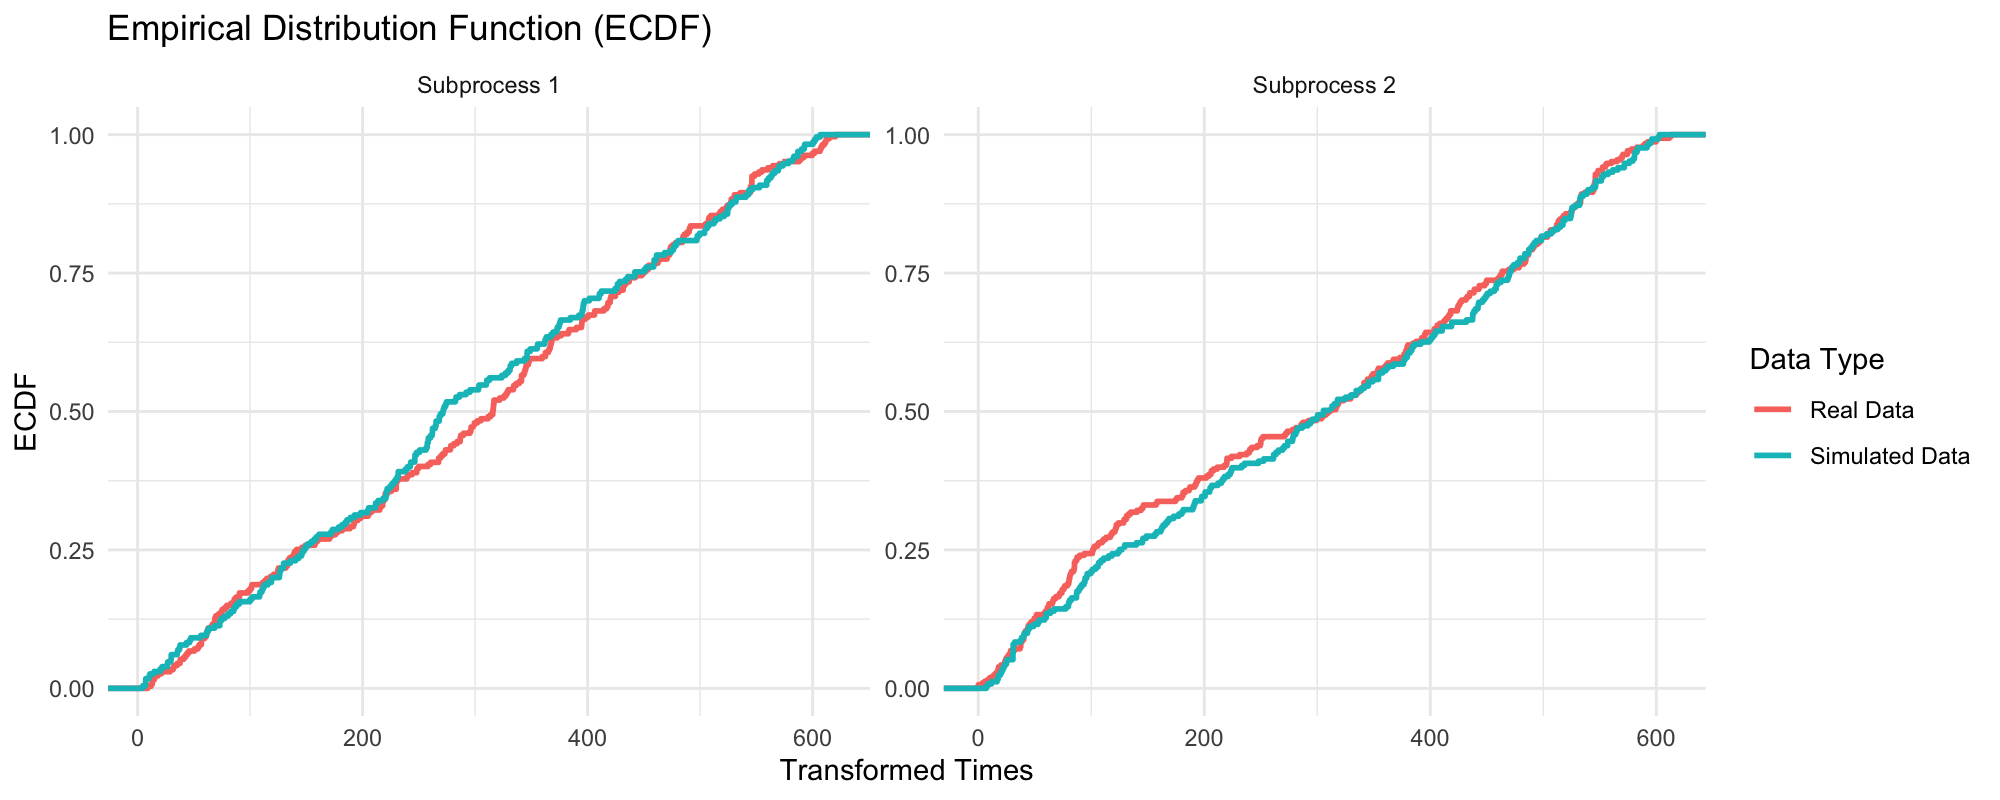 Empirical Distribution Function (ECDF)
Subprocess 1
Subprocess 2
ECDF
1.00
0.75
0.50
0.25
0.00
0
200
400
600
1.00
0.75
0.50
0.25
0.00
0
200
400
600
Transformed Times
Data Type
Real Data
Simulated Data